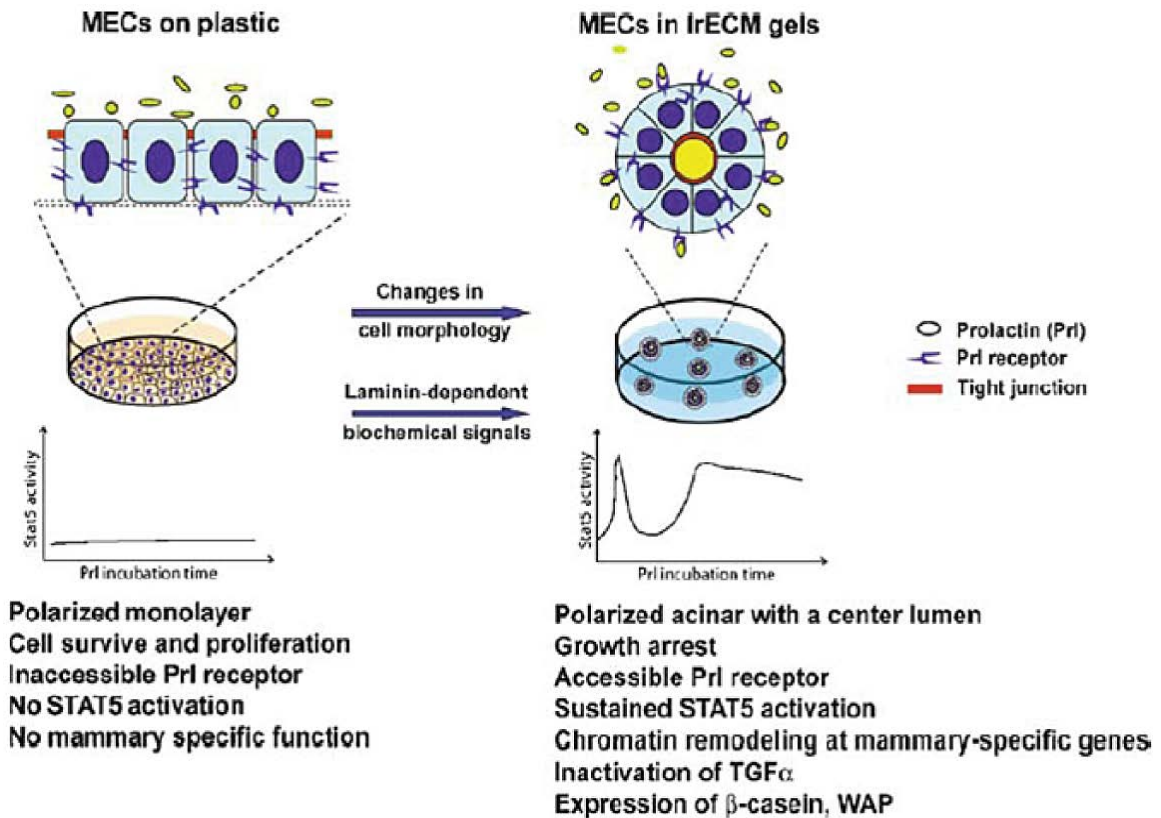 MECs on plastic
MECs in lrECM gels
Changes in
cell morphology
Laminin-dependent
biochemical signals
Prolactin (Prl)
Prl receptor
Tight junction
Stat5 activity
Prl incubation time
Stat5 activity
Prl incubation time
Polarized monolayer
Cell survive and proliferation
Inaccessible Prl receptor
No STAT5 activation
No mammary specific function
Polarized acinar with a center lumen
Growth arrest
Accessible Prl receptor
Sustained STAT5 activation
Chromatin remodeling at mammary-specific genes
Inactivation of TGFα
Expression of β-casein, WAP